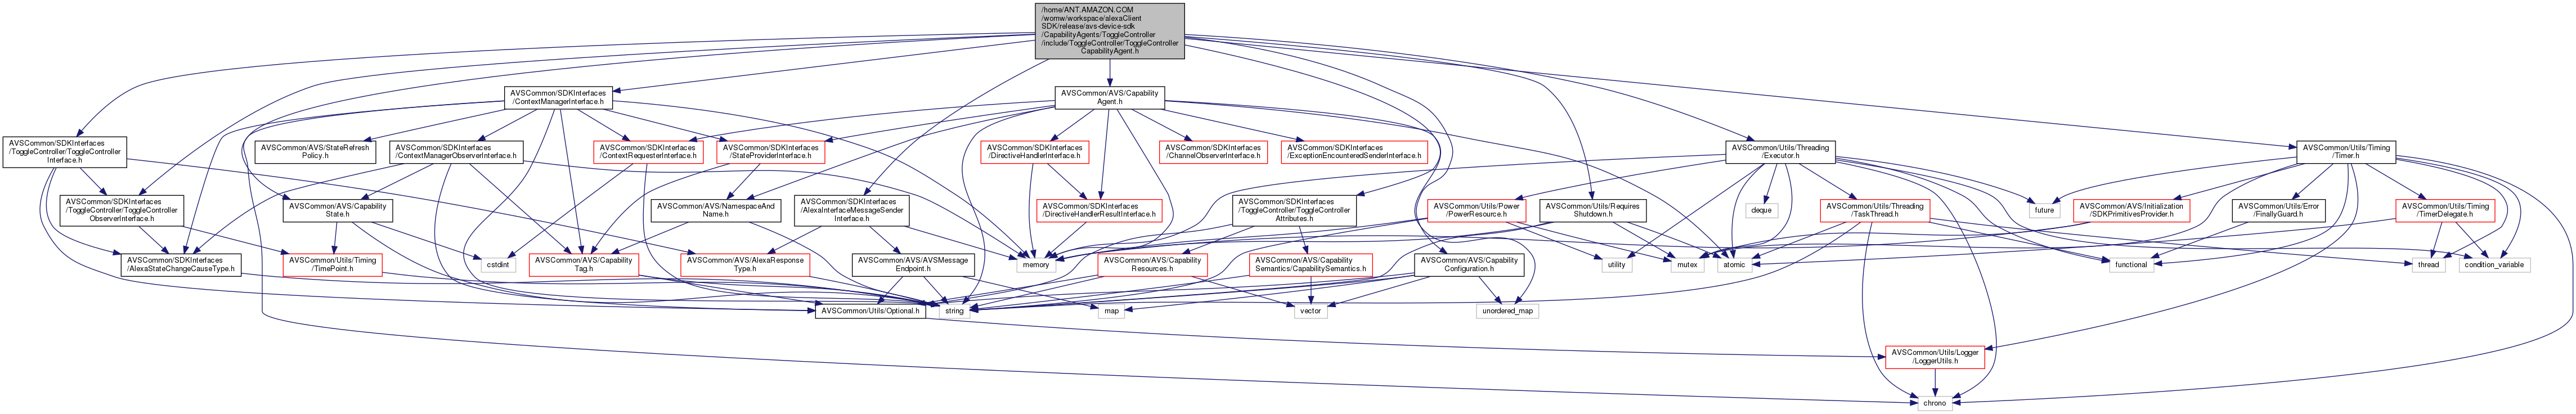 /home/ANT.AMAZON.COM
/womw/workspace/alexaClient
SDK/release/avs-device-sdk
/CapabilityAgents/ToggleController
/include/ToggleController/ToggleController
CapabilityAgent.h
AVSCommon/SDKInterfaces
/ContextManagerInterface.h
AVSCommon/AVS/Capability
Agent.h
AVSCommon/SDKInterfaces
/ToggleController/ToggleController
Interface.h
AVSCommon/AVS/StateRefresh
Policy.h
AVSCommon/SDKInterfaces
/ContextManagerObserverInterface.h
AVSCommon/SDKInterfaces
/ContextRequesterInterface.h
AVSCommon/SDKInterfaces
/StateProviderInterface.h
AVSCommon/SDKInterfaces
/DirectiveHandlerInterface.h
AVSCommon/SDKInterfaces
/ChannelObserverInterface.h
AVSCommon/SDKInterfaces
/ExceptionEncounteredSenderInterface.h
AVSCommon/Utils/Threading
/Executor.h
AVSCommon/Utils/Timing
/Timer.h
AVSCommon/SDKInterfaces
/ToggleController/ToggleController
ObserverInterface.h
AVSCommon/AVS/Capability
State.h
AVSCommon/AVS/NamespaceAnd
Name.h
AVSCommon/SDKInterfaces
/AlexaInterfaceMessageSender
Interface.h
AVSCommon/SDKInterfaces
/DirectiveHandlerResultInterface.h
AVSCommon/SDKInterfaces
/ToggleController/ToggleController
Attributes.h
AVSCommon/Utils/Power
/PowerResource.h
AVSCommon/Utils/Requires
Shutdown.h
deque
AVSCommon/Utils/Threading
/TaskThread.h
future
AVSCommon/AVS/Initialization
/SDKPrimitivesProvider.h
AVSCommon/Utils/Error
/FinallyGuard.h
AVSCommon/Utils/Timing
/TimerDelegate.h
AVSCommon/SDKInterfaces
/AlexaStateChangeCauseType.h
AVSCommon/Utils/Timing
/TimePoint.h
cstdint
AVSCommon/AVS/Capability
Tag.h
AVSCommon/AVS/AlexaResponse
Type.h
AVSCommon/AVS/AVSMessage
Endpoint.h
memory
AVSCommon/AVS/Capability
Resources.h
AVSCommon/AVS/Capability
Semantics/CapabilitySemantics.h
AVSCommon/AVS/Capability
Configuration.h
utility
mutex
atomic
functional
thread
condition_variable
AVSCommon/Utils/Optional.h
string
map
vector
unordered_map
AVSCommon/Utils/Logger
/LoggerUtils.h
chrono